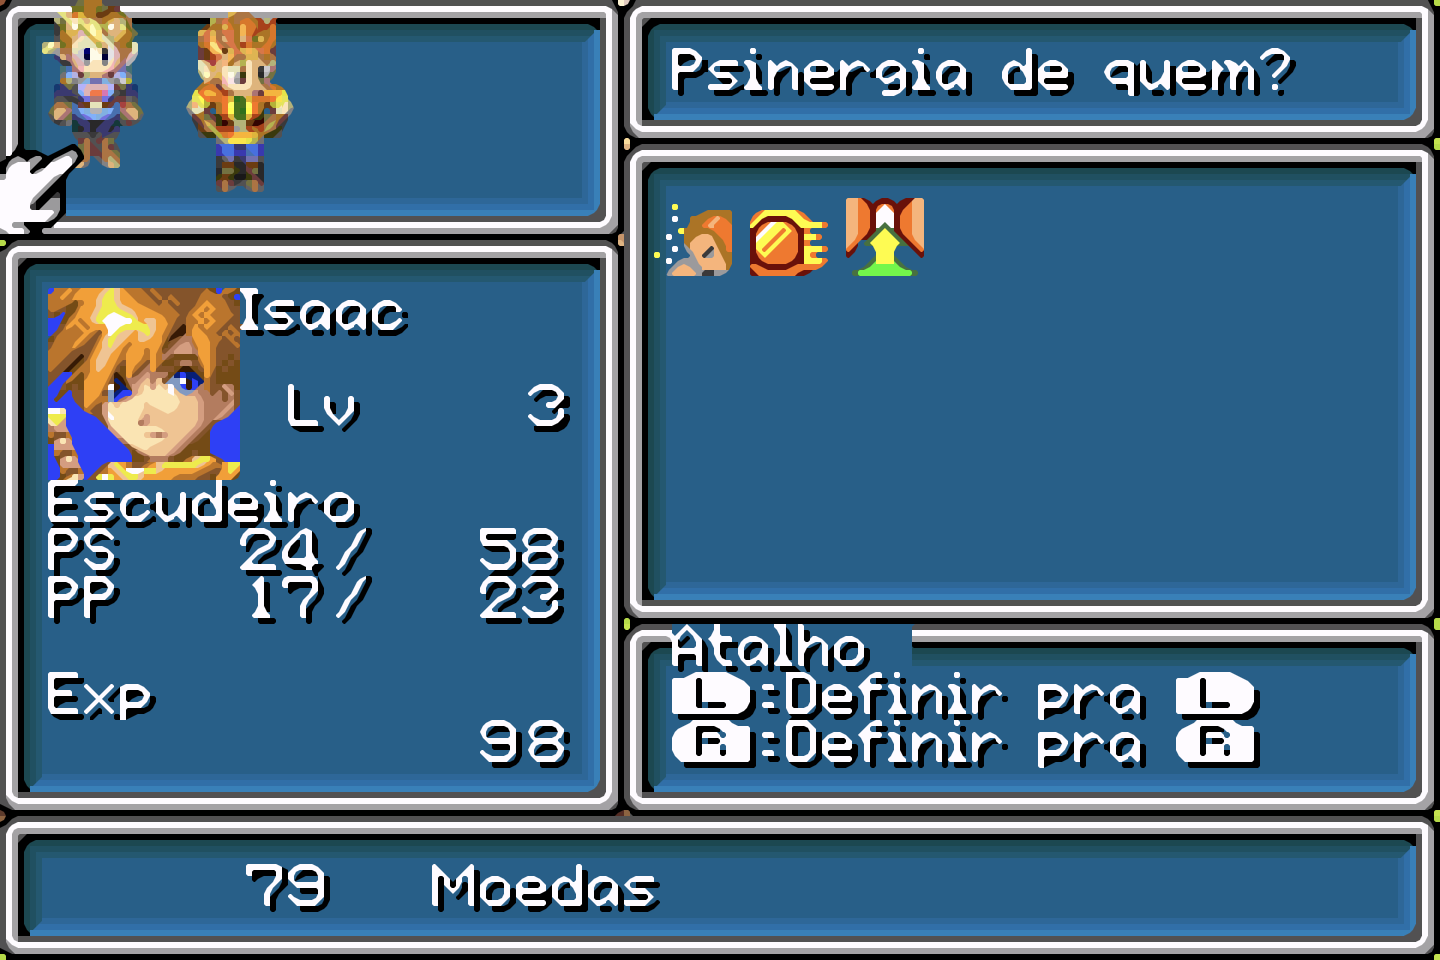 Psinergia de quem?
Isaac
Lv 3
Escudeiro
PS 24/ 58
PP 17/ 23
Exp
98
Atalho
L:Definir pra L
R:Definir pra R
79 Moedas